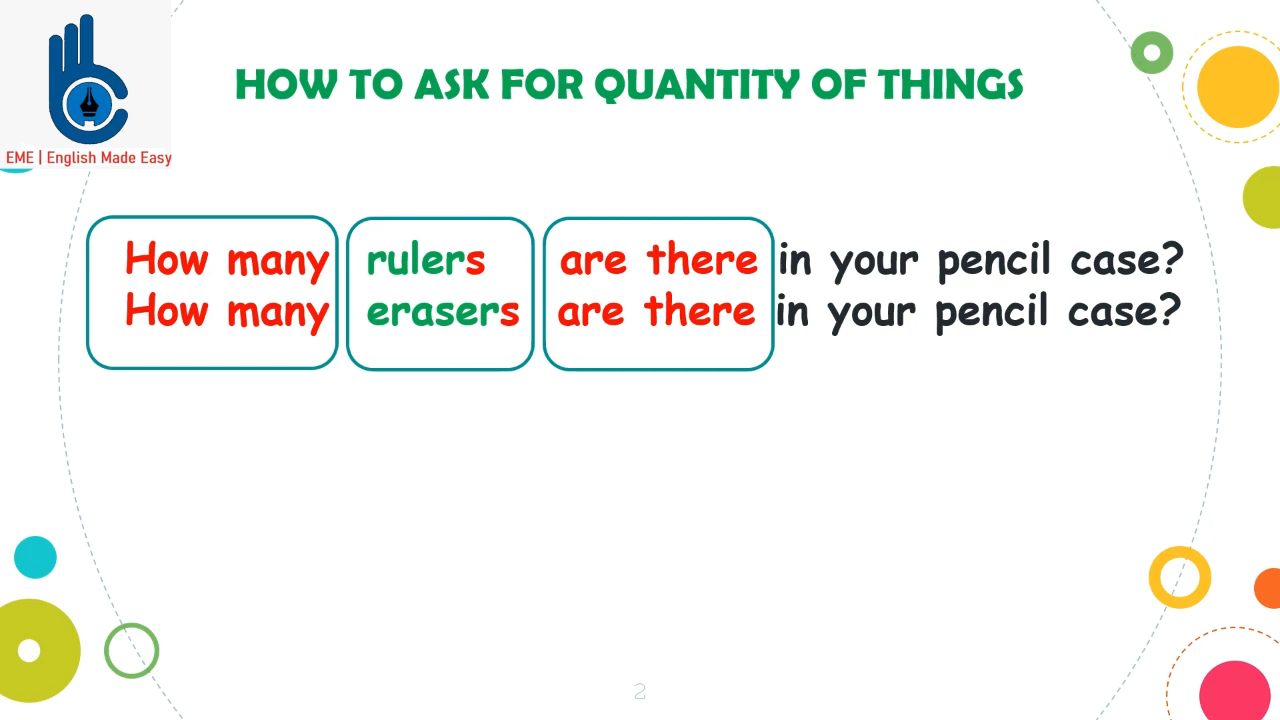 HOW TO ASK FOR QUANTITY OF THINGS
EME | English Made Easy
How many rulers are there in your pencil case?
How many erasers are there in your pencil case?
2